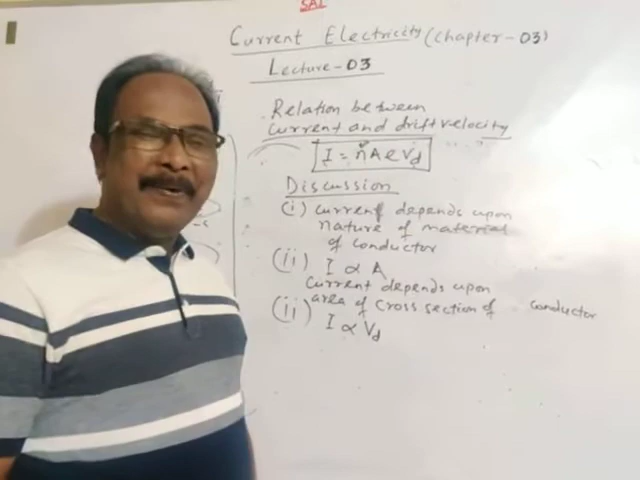 SAI
Current Electricity (Chapter-03)
Lecture-03
Relation between
current and drift velocity
I = nAeVd
Discussion
(i) current depends upon
nature of material
of conductor
(ii) I ∝ A
current depends upon
area of cross section of conductor
(ii) I ∝ Vd